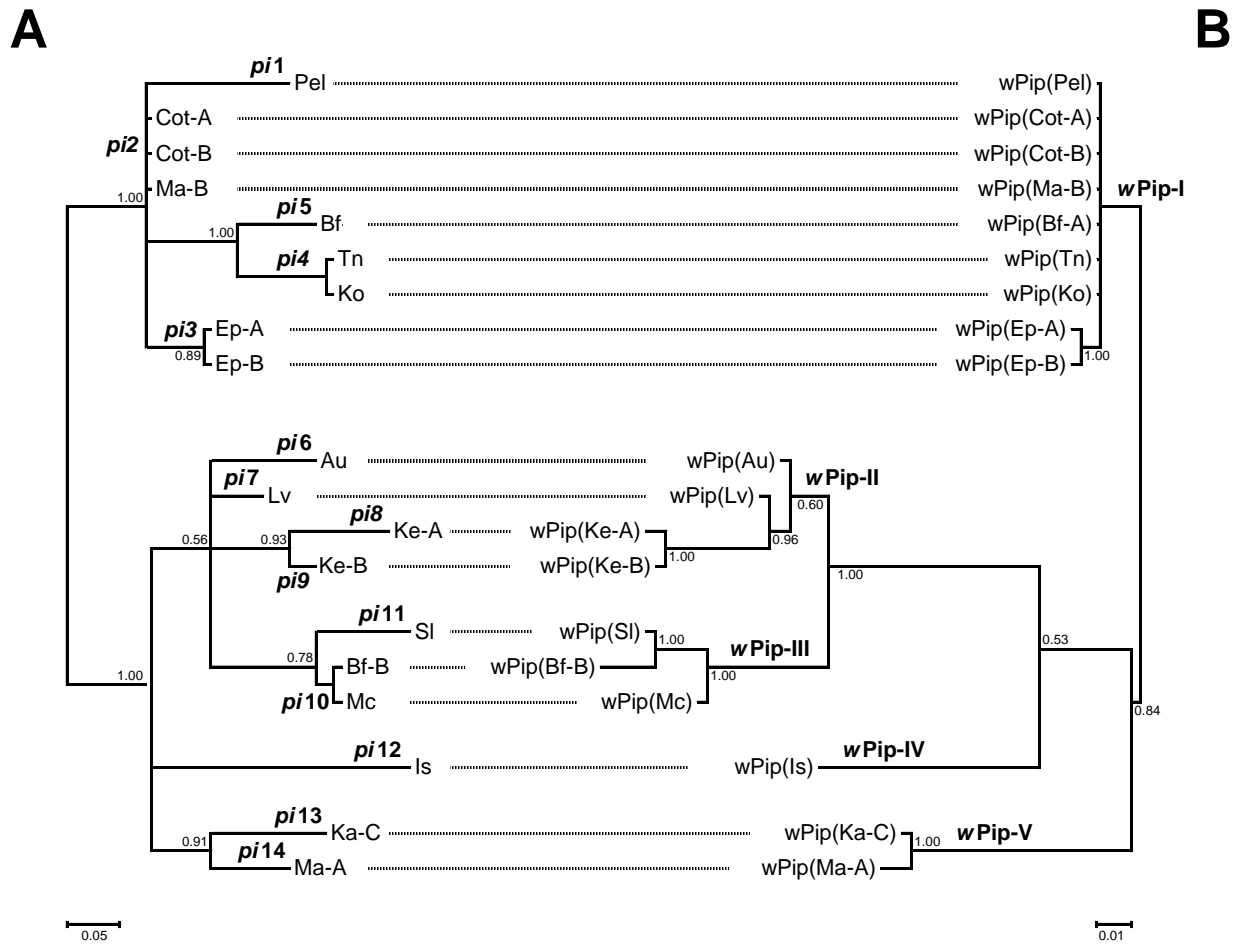 A B
pi1
Pel wPip(Pel)
Cot-A wPip(Cot-A)
pi2
Cot-B wPip(Cot-B)
1.00 Ma-B wPip(Ma-B) wPip-I
pi5
Bf wPip(Bf-A)
1.00
pi4 Tn wPip(Tn)
Ko wPip(Ko)
pi3 Ep-A wPip(Ep-A)
0.89 1.00
Ep-B wPip(Ep-B)
pi6
Au wPip(Au)
pi7 wPip-II
Lv wPip(Lv) 0.60
pi8
Ke-A wPip(Ke-A)
0.56 0.93 1.00 0.96
Ke-B wPip(Ke-B) 1.00
pi9
pi11
Sl wPip(Sl) 1.00 0.53
0.78 wPip-III
Bf-B wPip(Bf-B) 1.00
1.00
pi10 Mc wPip(Mc) 0.84
pi12 wPip-IV
Is wPip(Is)
pi13
Ka-C wPip(Ka-C) wPip-V
0.91 1.00
pi14
Ma-A wPip(Ma-A)
0.05 0.01